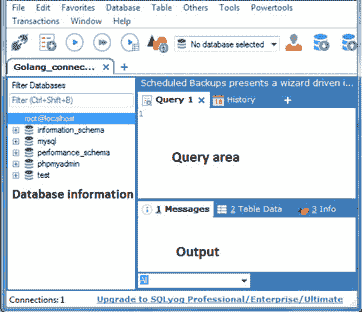 File Edit Favorites Database Table Others Tools Powertools
Transactions Window Help
No database selected
Golang_connec...
Filter Databases
Filter (Ctrl+Shft+B)
root@localhost
information_schema
mysql
performance_schema
phpmyadmin
test
Database information
Scheduled Backups presents a wizard driven i
Query 1
History
1
Query area
1 Messages
2 Table Data
3 Info
Output
All
Connections: 1
Upgrade to SQLyog Professional/Enterprise/Ultimate